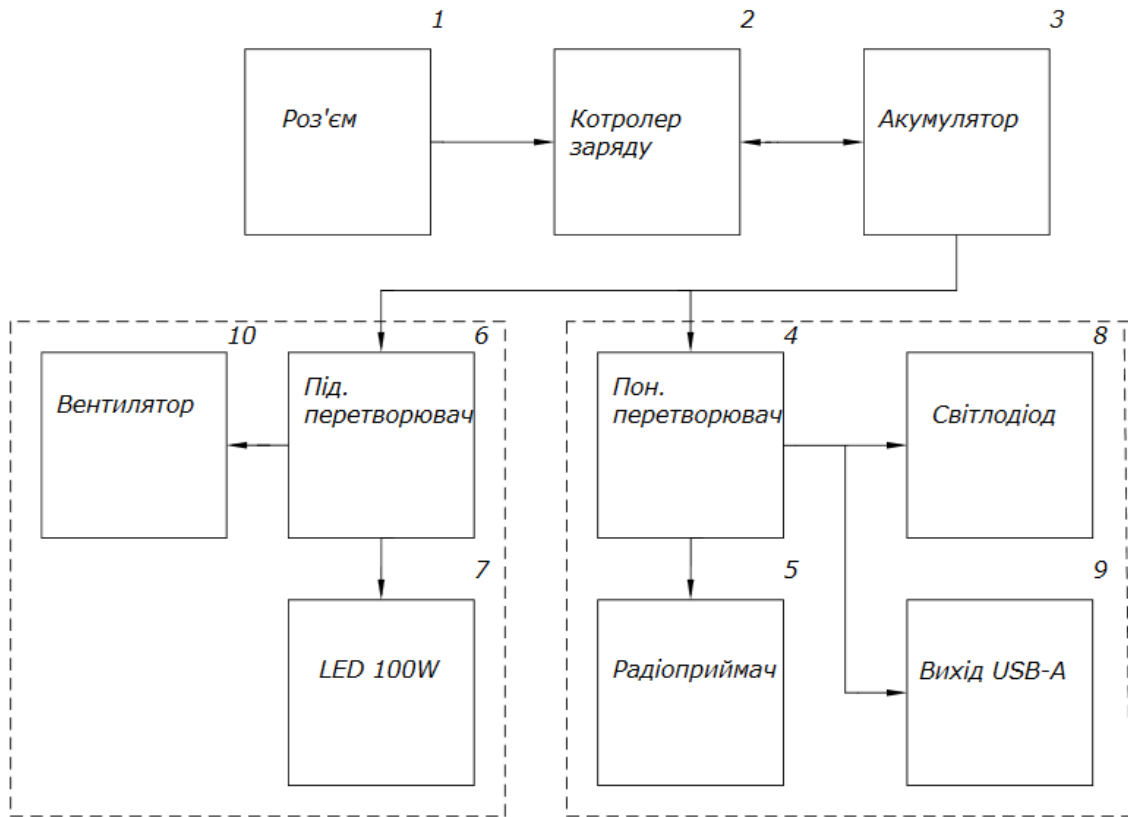 1
2
3
Роз'єм
Котролер
заряду
Акумулятор
10
6
4
8
Вентилятор
Під.
перетворювач
Пон.
перетворювач
Світлодіод
7
5
9
LED 100W
Радіоприймач
Вихід USB-A